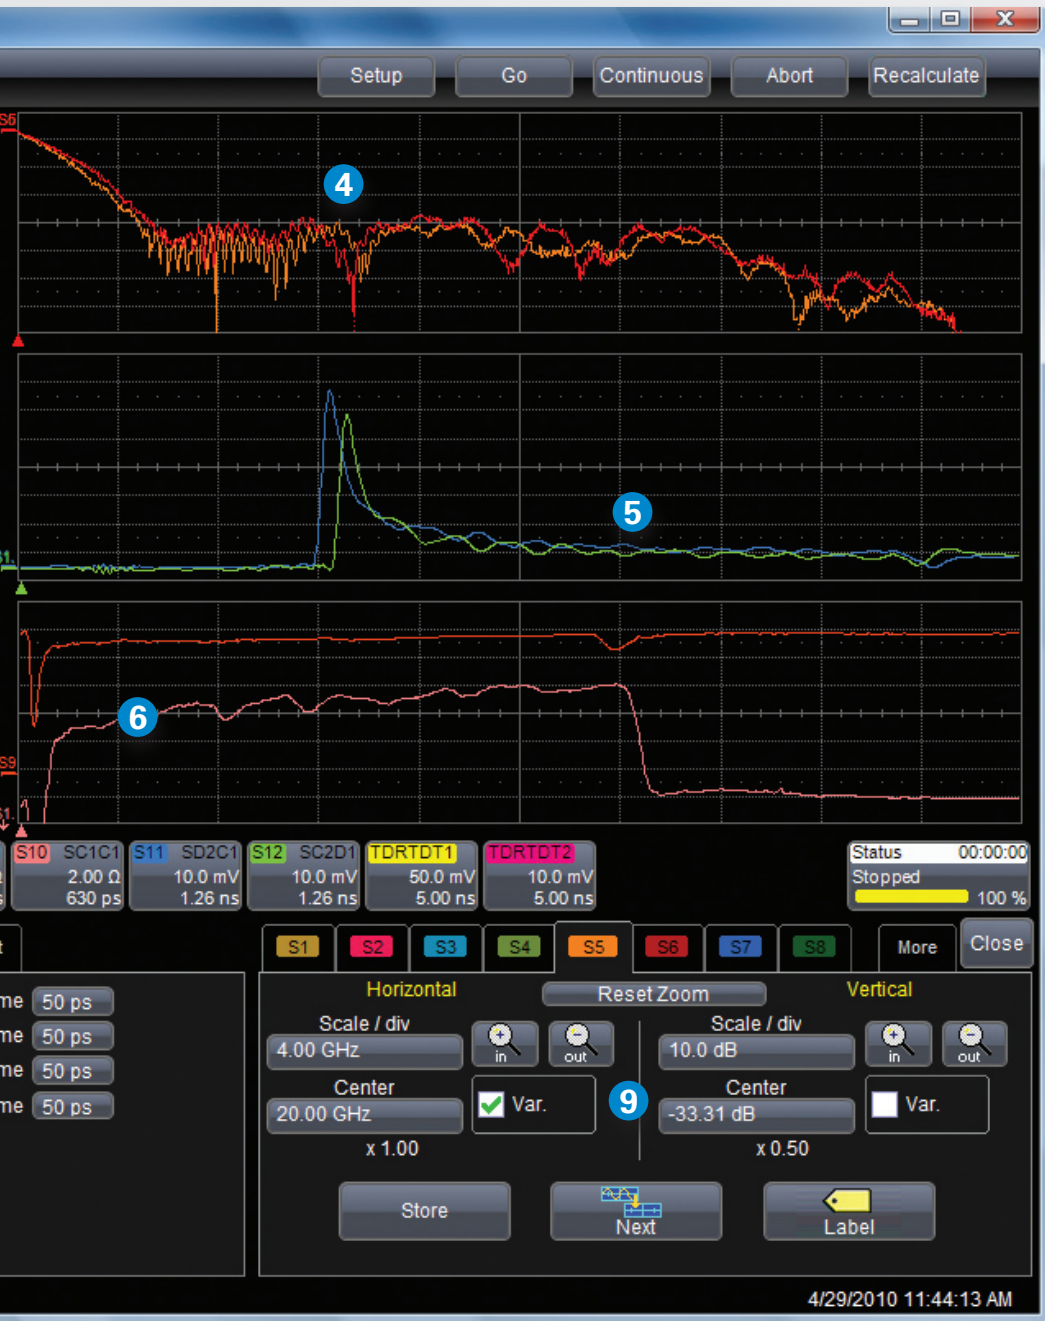 Setup Go Continuous Abort Recalculate
S6
4
5
6
S9
S10 SC1C1 S11 SD2C1 S12 SC2D1 TDRTDT1 TDRTDT2 Status 00:00:00
2.00 Ω 10.0 mV 10.0 mV 50.0 mV 10.0 mV Stopped
630 ps 1.26 ns 1.26 ns 5.00 ns 5.00 ns 100 %
S1 S2 S3 S4 S5 S6 S7 S8 More Close
Horizontal Reset Zoom Vertical
me 50 ps
me 50 ps
me 50 ps
me 50 ps
Scale / div Scale / div
4.00 GHz in out 10.0 dB in out
Center Center
20.00 GHz Var. 9 -33.31 dB Var.
x 1.00 x 0.50
Store Next Label
4/29/2010 11:44:13 AM